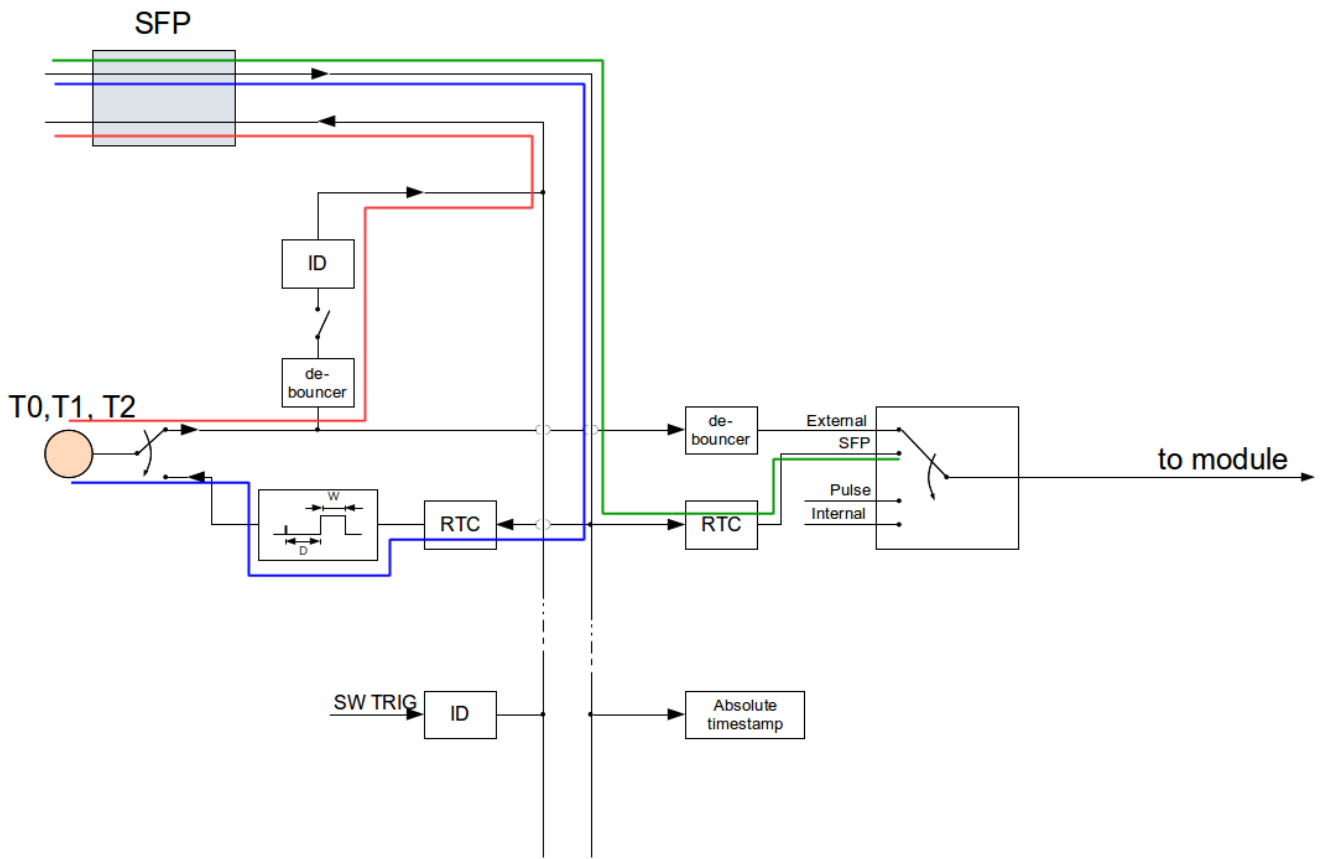 SFP
ID
de-
bouncer
T0,T1, T2
de-
bouncer
External
SFP
Pulse
Internal
to module
W
D
RTC
RTC
SW TRIG
ID
Absolute
timestamp